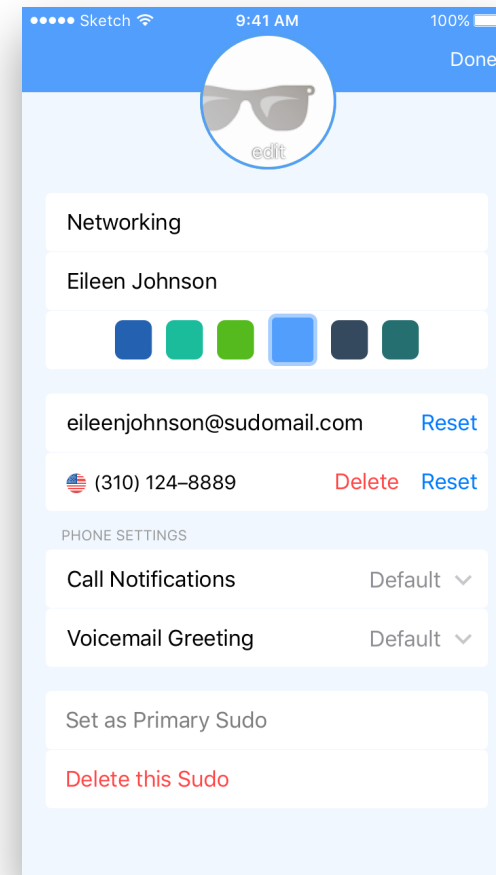 Sketch 9:41 AM 100%
Done
edit
Networking
Eileen Johnson
eileenjohnson@sudomail.com Reset
(310) 124–8889 Delete Reset
PHONE SETTINGS
Call Notifications Default
Voicemail Greeting Default
Set as Primary Sudo
Delete this Sudo